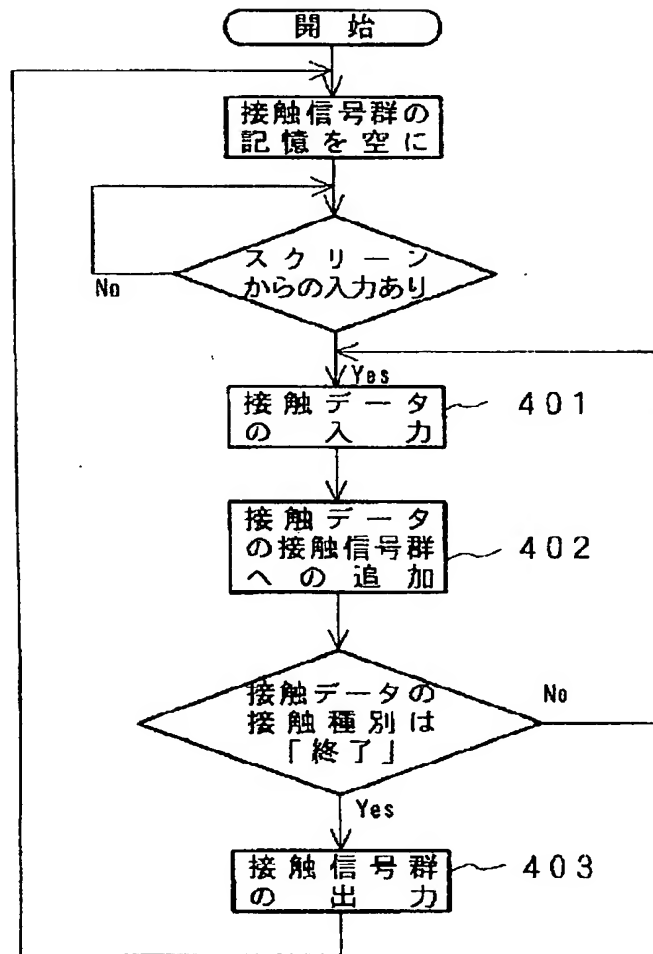 開始
接触信号群の
記憶を空に
スクリーン
からの入力あり
No
Yes
接触データ
の入力
401
接触データ
の接触信号群
への追加
402
接触データの
接触種別は
「終了」
No
Yes
接触信号群
の出力
403